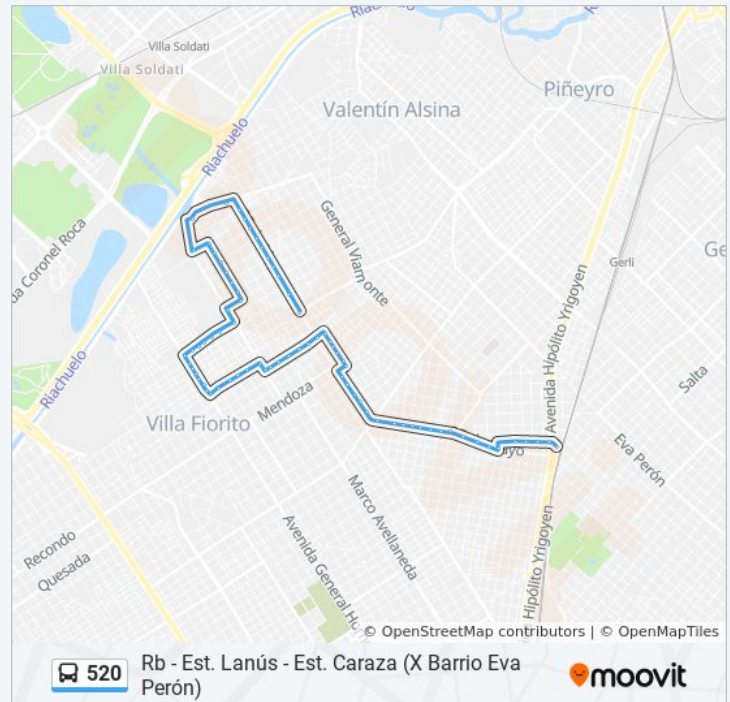 Riachuelo
Villa Soldati
Villa Soldati
Piñeyro
Valentín Alsina
Riachuelo
General Viamonte
da Coronel Roca
Gerli
Ge
Avenida Hipólito Yrigoyen
Riachuelo
Salta
Mendoza
Villa Fiorito
yo
Eva Perón
Marco Avellaneda
Recondo
Quesada
Avenida General Ho
Hipólito Yrigoyen
© OpenStreetMap contributors | © OpenMapTiles
520
Rb - Est. Lanús - Est. Caraza (X Barrio Eva
Perón)
moovit